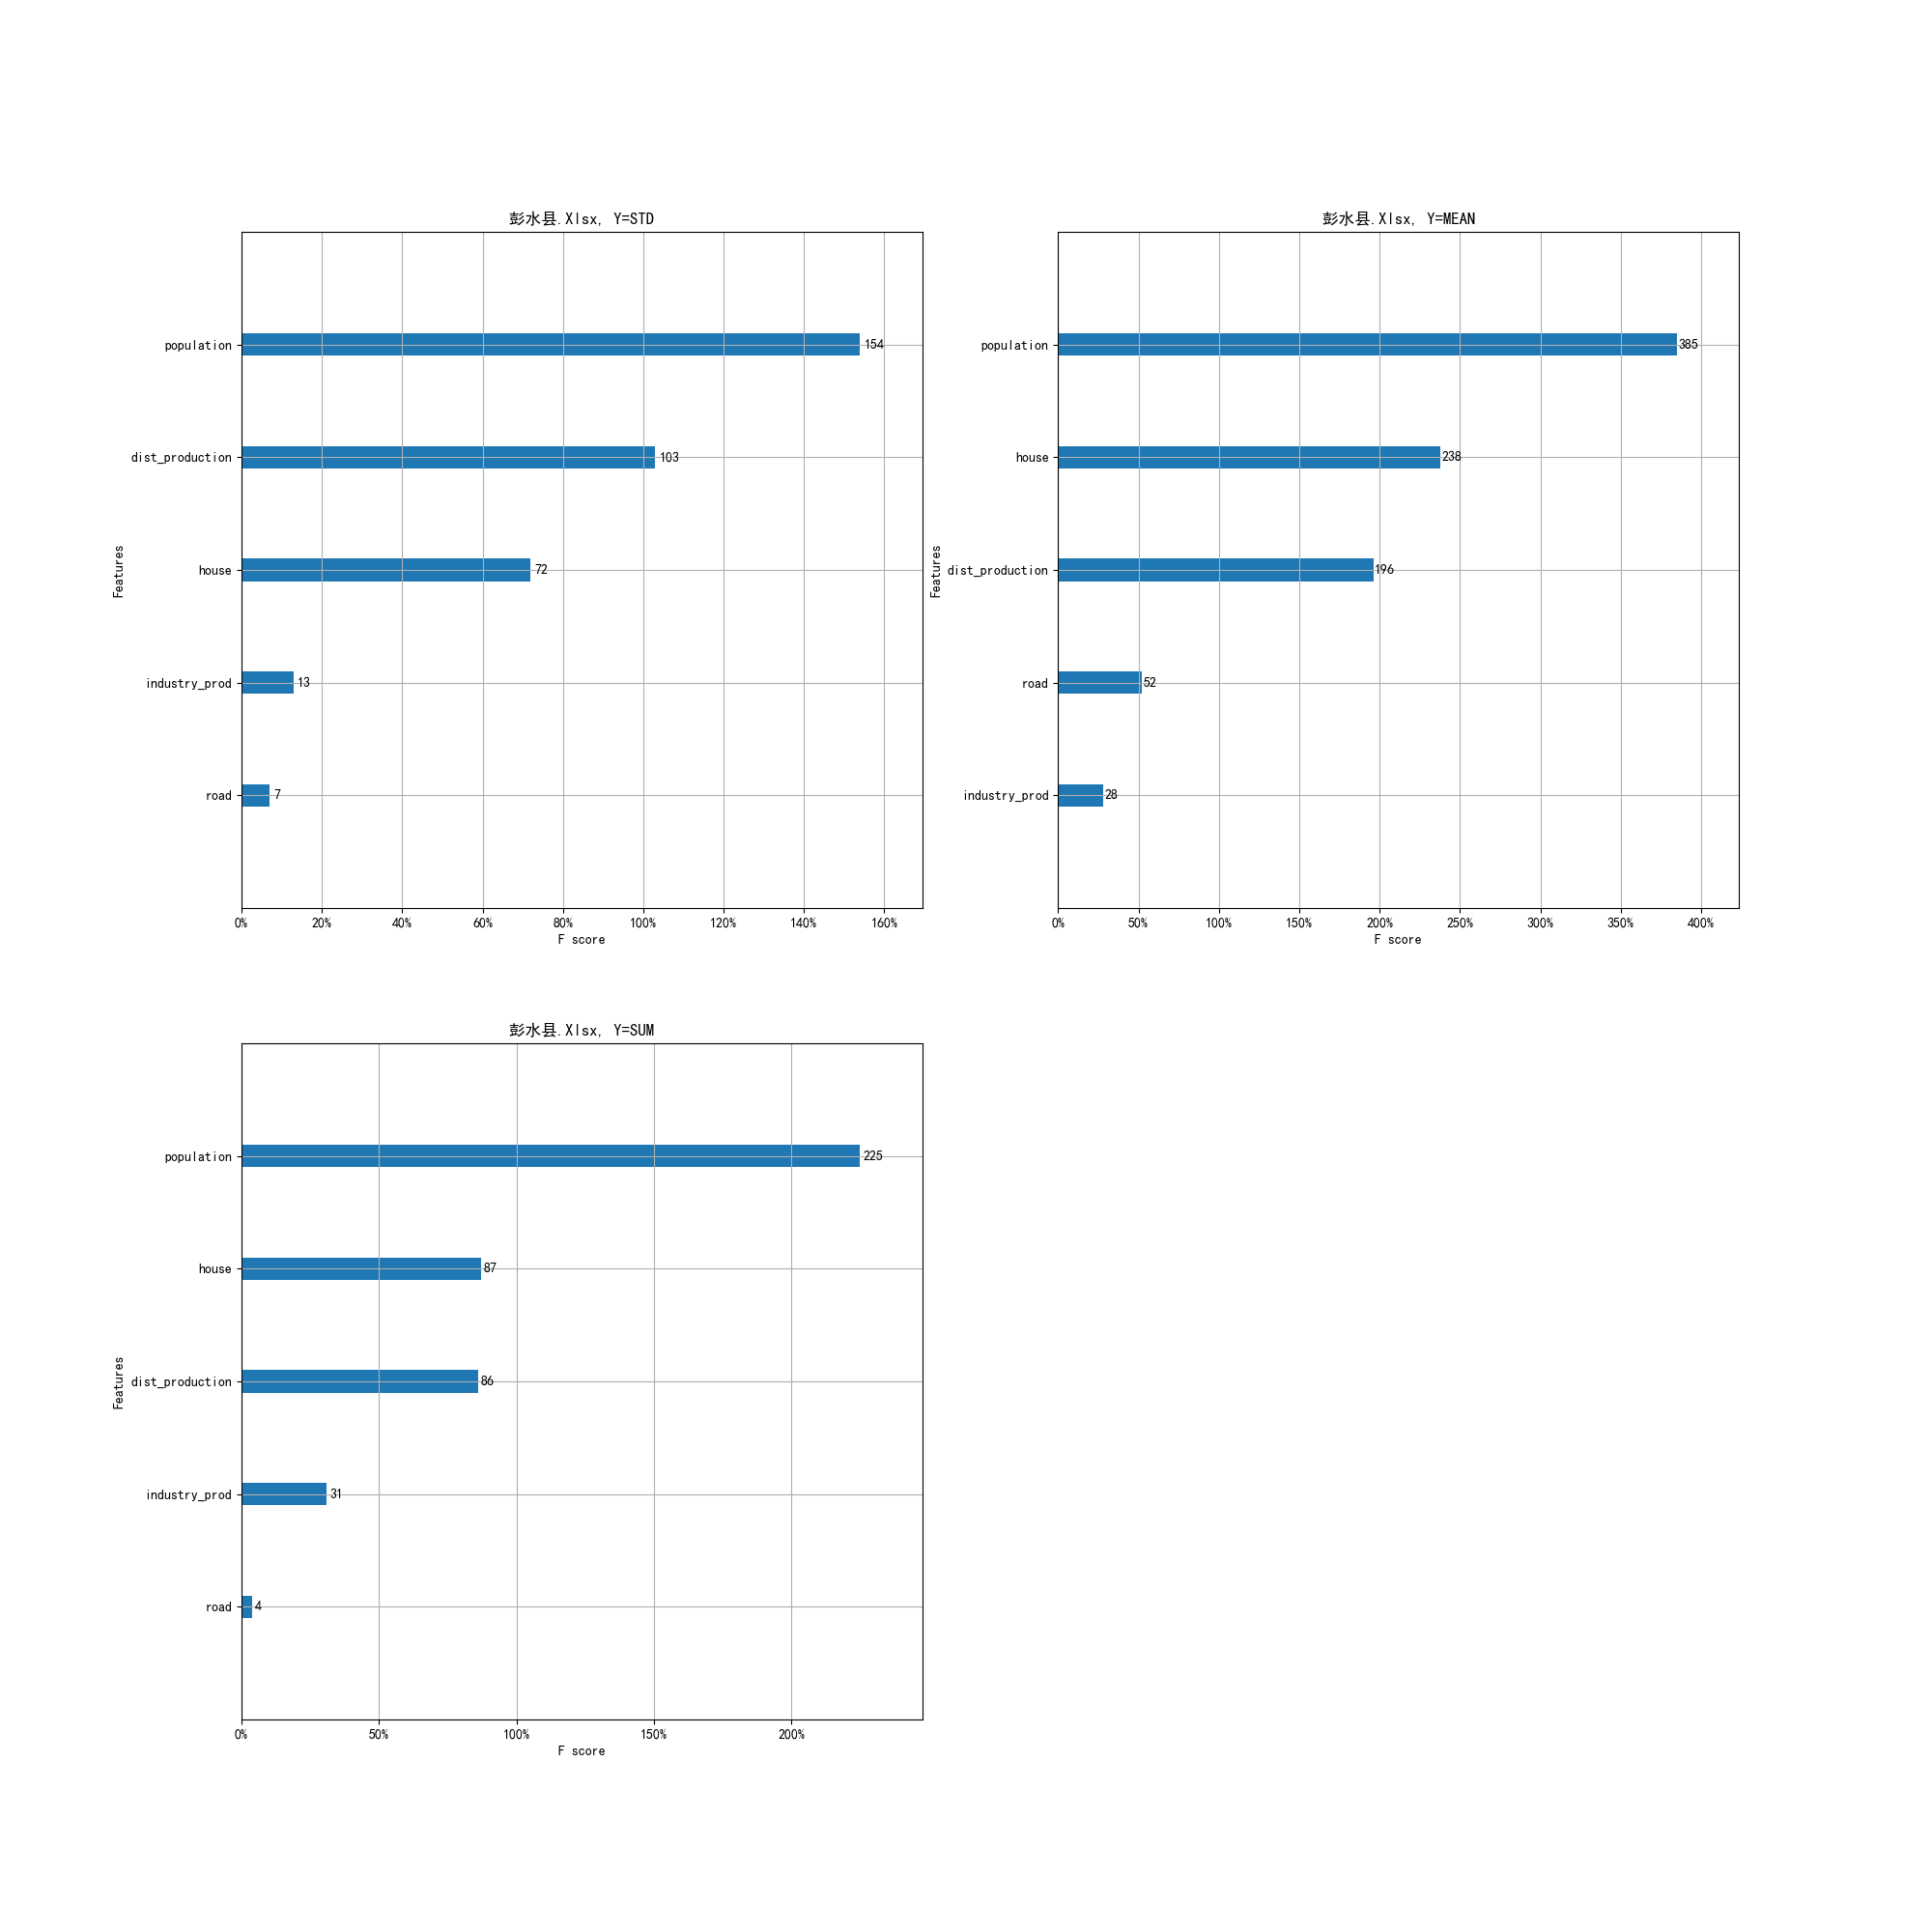 彭水县.Xlsx, Y=STD
Features
population
154
dist_production
103
house
72
industry_prod
13
road
7
0% 20% 40% 60% 80% 100% 120% 140% 160%
F score
彭水县.Xlsx, Y=MEAN
Features
population
385
house
238
dist_production
196
road
52
industry_prod
28
0% 50% 100% 150% 200% 250% 300% 350% 400%
F score
彭水县.Xlsx, Y=SUM
Features
population
225
house
87
dist_production
86
industry_prod
31
road
4
0% 50% 100% 150% 200%
F score